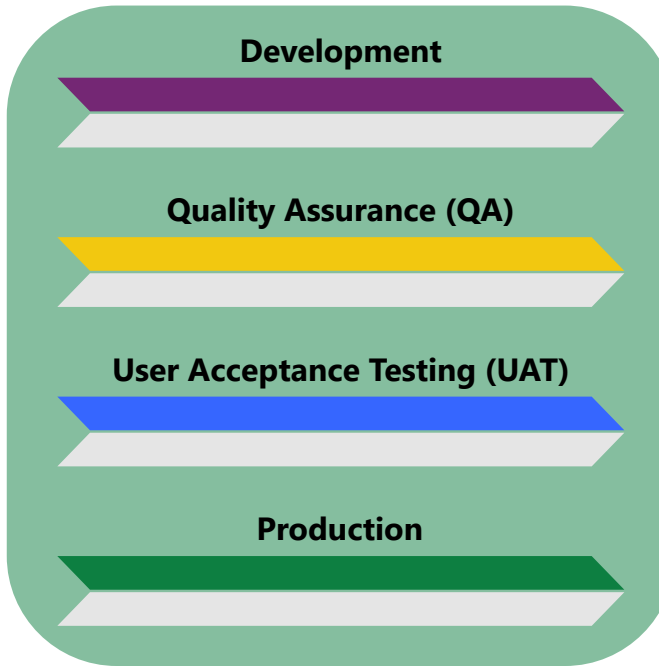 Development
Quality Assurance (QA)
User Acceptance Testing (UAT)
Production